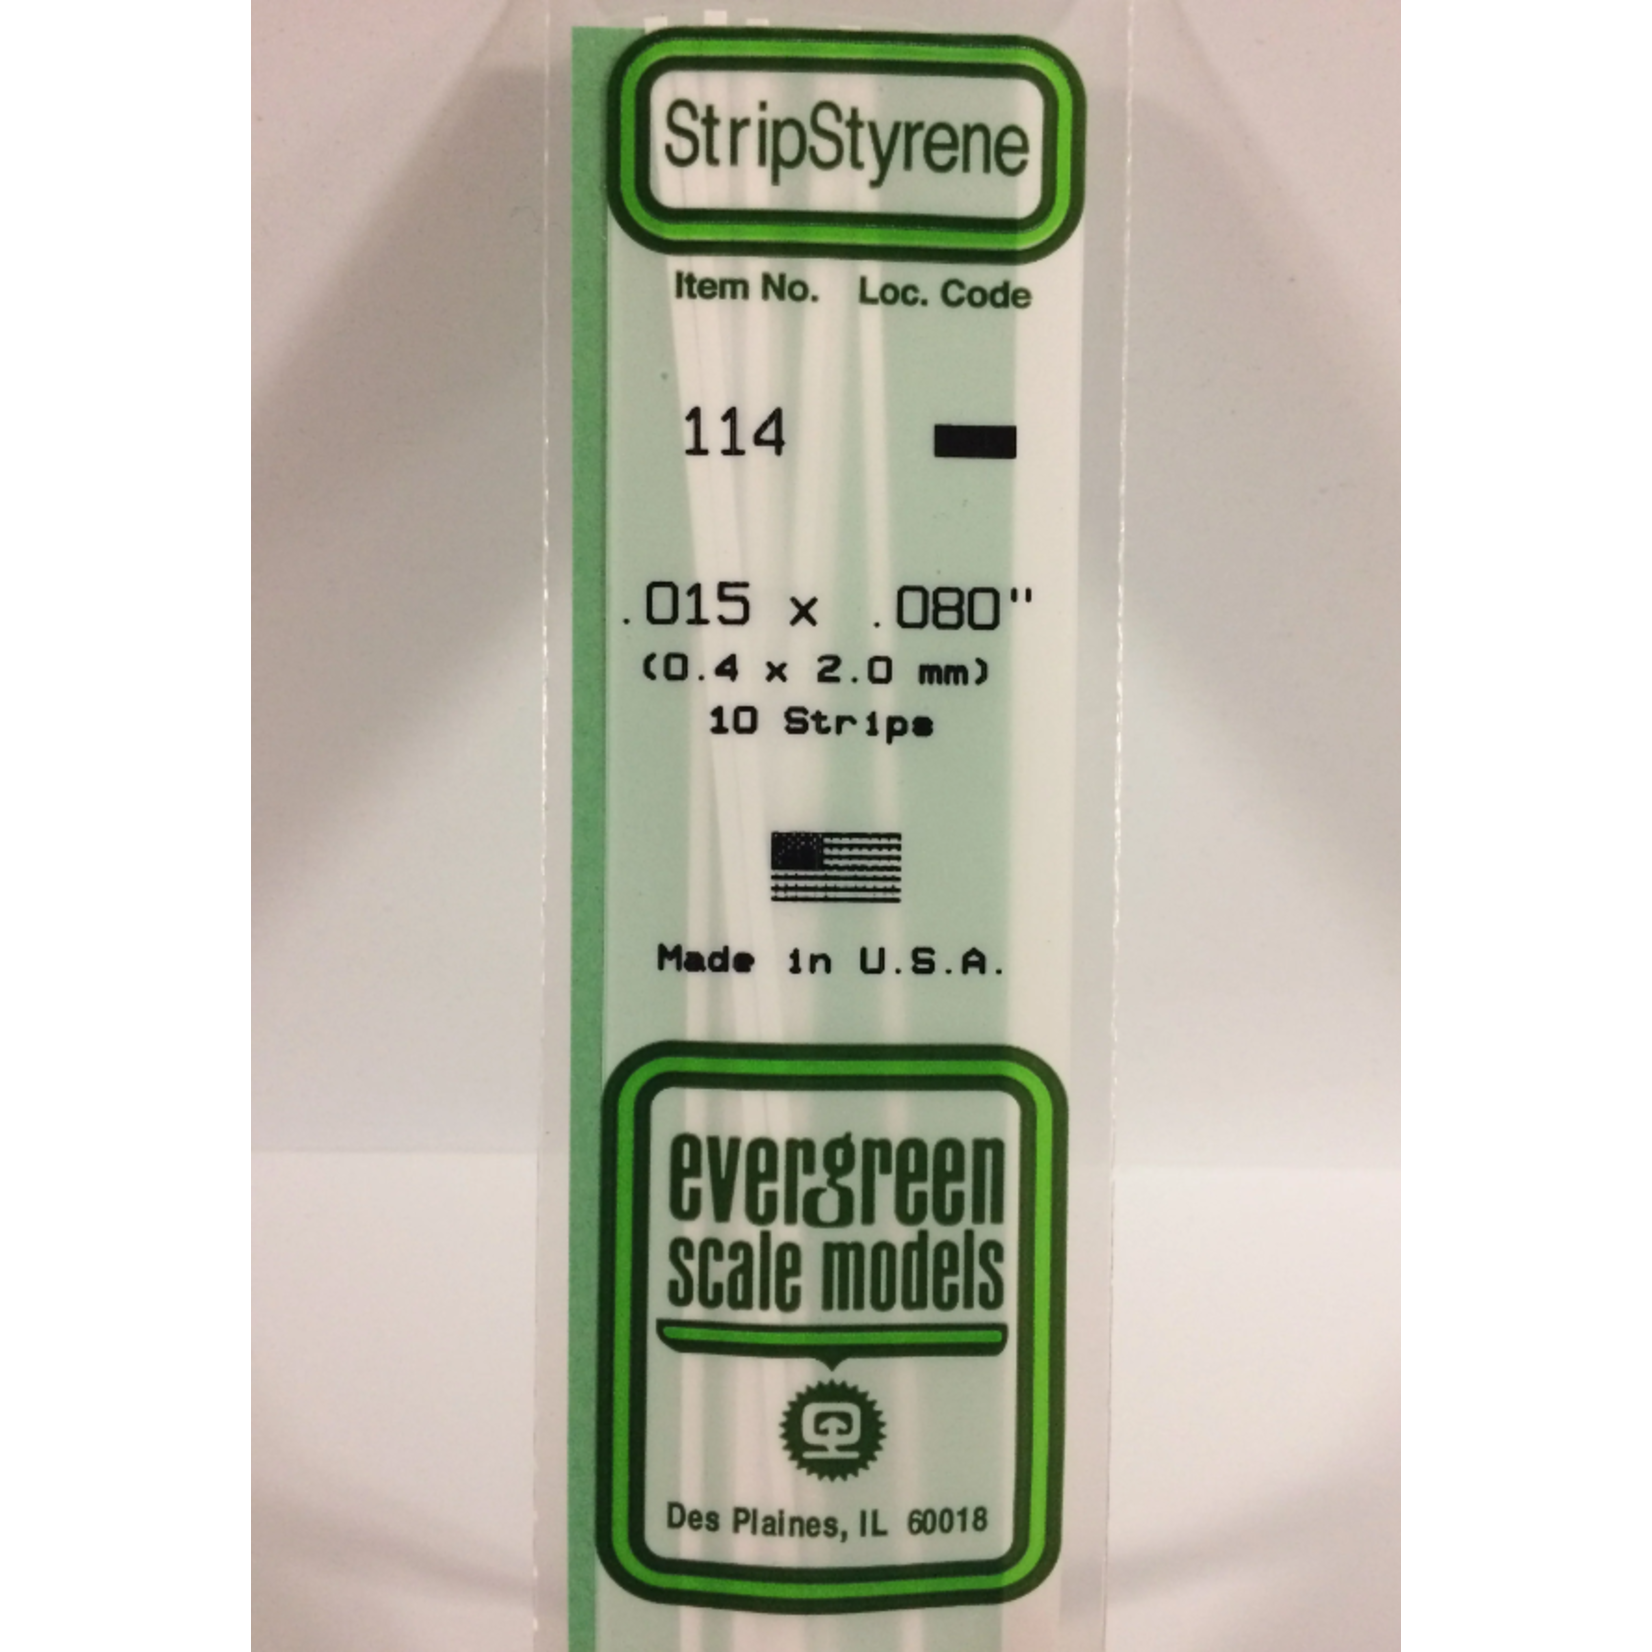 StripStyrene
Item No. Loc. Code
114
.015 x .080"
(0.4 x 2.0 mm)
10 Strips
Made in U.S.A.
evergreen
scale models
Des Plaines, IL 60018